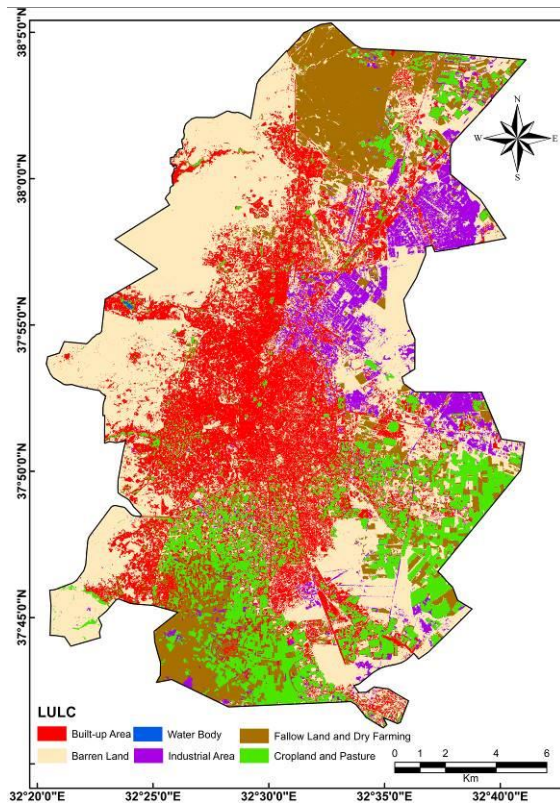 38°5'0"N
38°0'0"N
37°55'0"N
37°50'0"N
37°45'0"N
N
W E
S
LULC
Built-up Area Water Body Fallow Land and Dry Farming
Barren Land Industrial Area Cropland and Pasture
0 1 2 4 6
Km
32°20'0"E 32°25'0"E 32°30'0"E 32°35'0"E 32°40'0"E